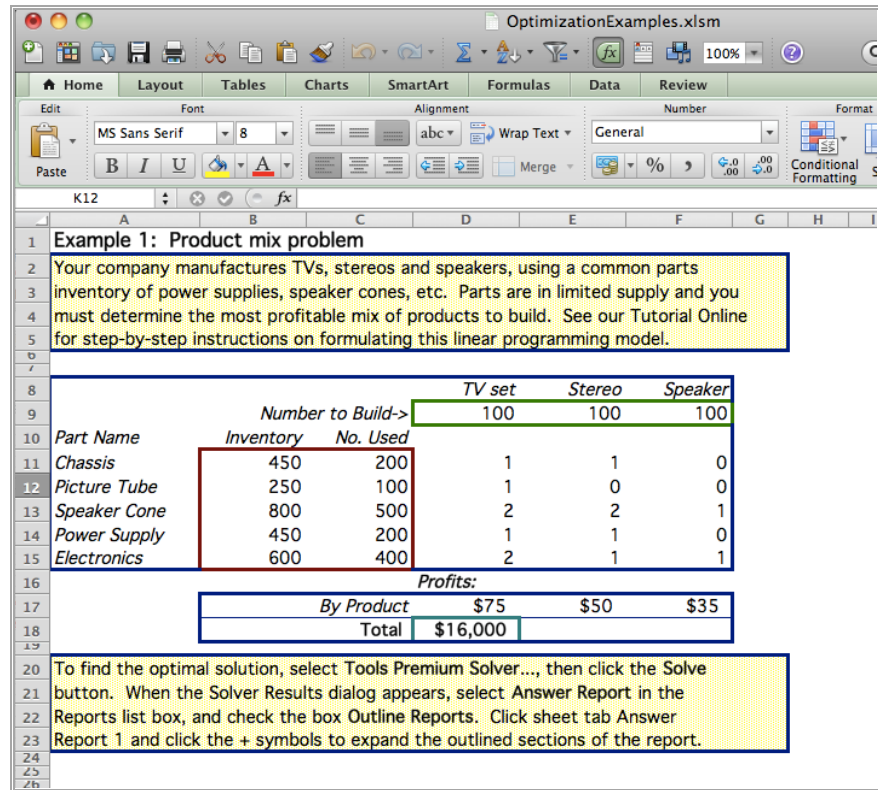 OptimizationExamples.xlsm
100%
Home Layout Tables Charts SmartArt Formulas Data Review
Edit Font Alignment Number Format
MS Sans Serif 8 abc Wrap Text General
Paste B I U A Merge % , .0 .00 .00 .0 Conditional Formatting
K12 fx
A B C D E F G H I
1 Example 1: Product mix problem
2 Your company manufactures TVs, stereos and speakers, using a common parts
3 inventory of power supplies, speaker cones, etc. Parts are in limited supply and you
4 must determine the most profitable mix of products to build. See our Tutorial Online
5 for step-by-step instructions on formulating this linear programming model.
6
7
8 TV set Stereo Speaker
9 Number to Build-> 100 100 100
10 Part Name Inventory No. Used
11 Chassis 450 200 1 1 0
12 Picture Tube 250 100 1 0 0
13 Speaker Cone 800 500 2 2 1
14 Power Supply 450 200 1 1 0
15 Electronics 600 400 2 1 1
16 Profits:
17 By Product $75 $50 $35
18 Total $16,000
19
20 To find the optimal solution, select Tools Premium Solver..., then click the Solve
21 button. When the Solver Results dialog appears, select Answer Report in the
22 Reports list box, and check the box Outline Reports. Click sheet tab Answer
23 Report 1 and click the + symbols to expand the outlined sections of the report.
24
25
26